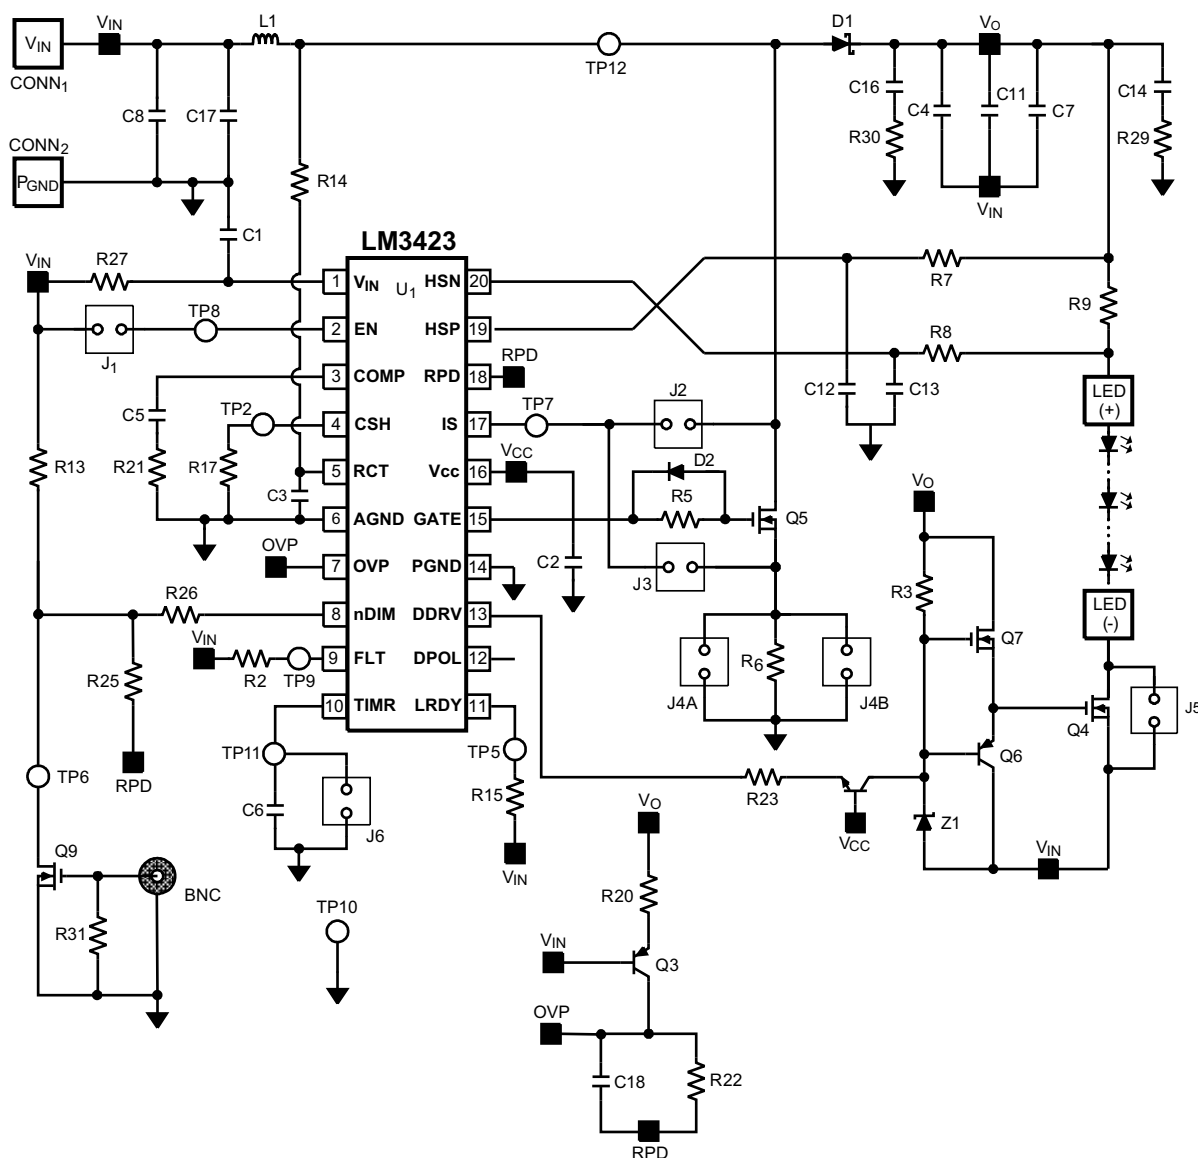 VIN
L1
D1
VO
VIN
CONN1
TP12
C8
C17
C16
C4
C11
C7
C14
R30
R29
CONN2
PGND
R14
VIN
C1
LM3423
VIN
R27
1
VIN
U1
HSN
20
R7
R9
TP8
2
EN
HSP
19
R8
J1
RPD
3
COMP
RPD
18
C12
C13
LED
(+)
C5
TP2
4
CSH
IS
17
TP7
J2
R13
R21
R17
5
RCT
Vcc
16
VCC
D2
C3
R5
VO
6
AGND
GATE
15
Q5
OVP
7
OVP
PGND
14
C2
J3
R3
R26
8
nDIM
DDRV
13
LED
(-)
VIN
Q7
R25
R2
TP9
9
FLT
DPOL
12
R6
J4A
J4B
10
TIMR
LRDY
11
Q4
J5
TP11
TP5
Q6
TP6
RPD
R23
R15
C6
J6
VO
VCC
Z1
VIN
Q9
BNC
VIN
R20
TP10
R31
VIN
Q3
OVP
C18
R22
RPD